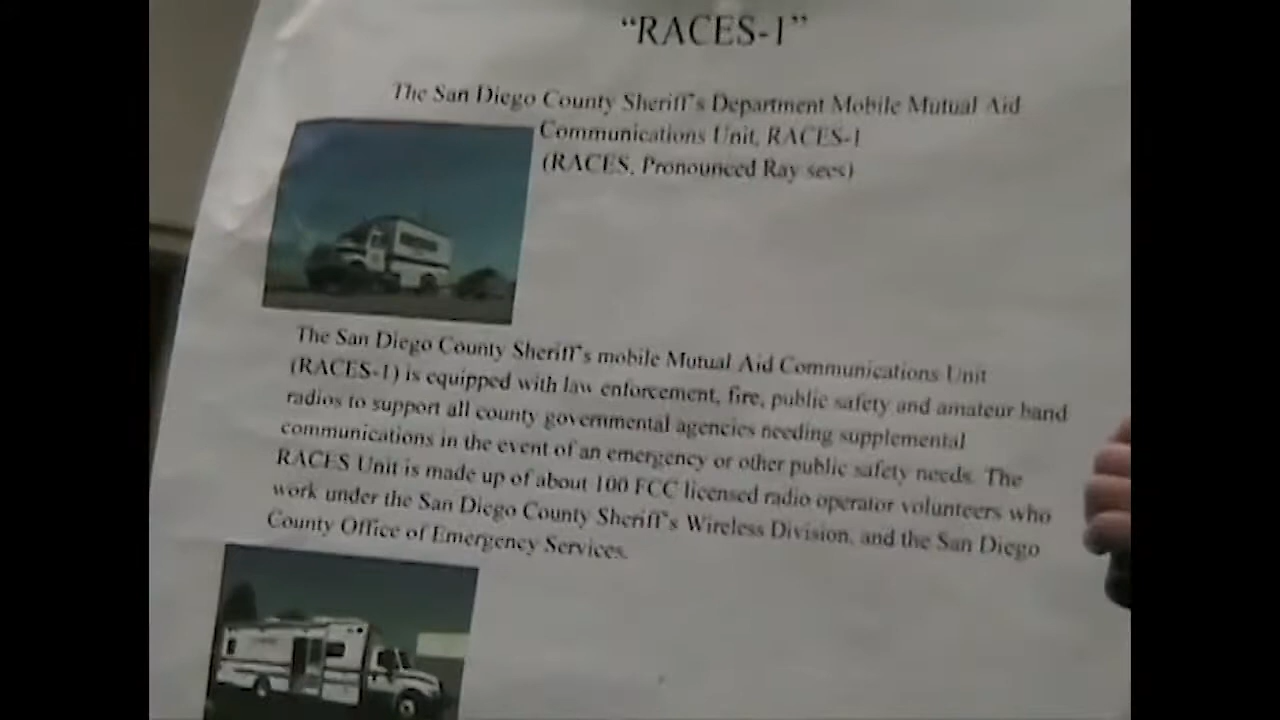 “RACES-1”
The San Diego County Sheriff's Department Mobile Mutual Aid
Communications Unit, RACES-1
(RACES, Pronounced Ray sees)
The San Diego County Sheriff's mobile Mutual Aid Communications Unit
(RACES-1) is equipped with law enforcement, fire, public safety and amateur band
radios to support all county governmental agencies needing supplemental
communications in the event of an emergency or other public safety needs. The
RACES Unit is made up of about 100 FCC licensed radio operator volunteers who
work under the San Diego County Sheriff's Wireless Division, and the San Diego
County Office of Emergency Services.